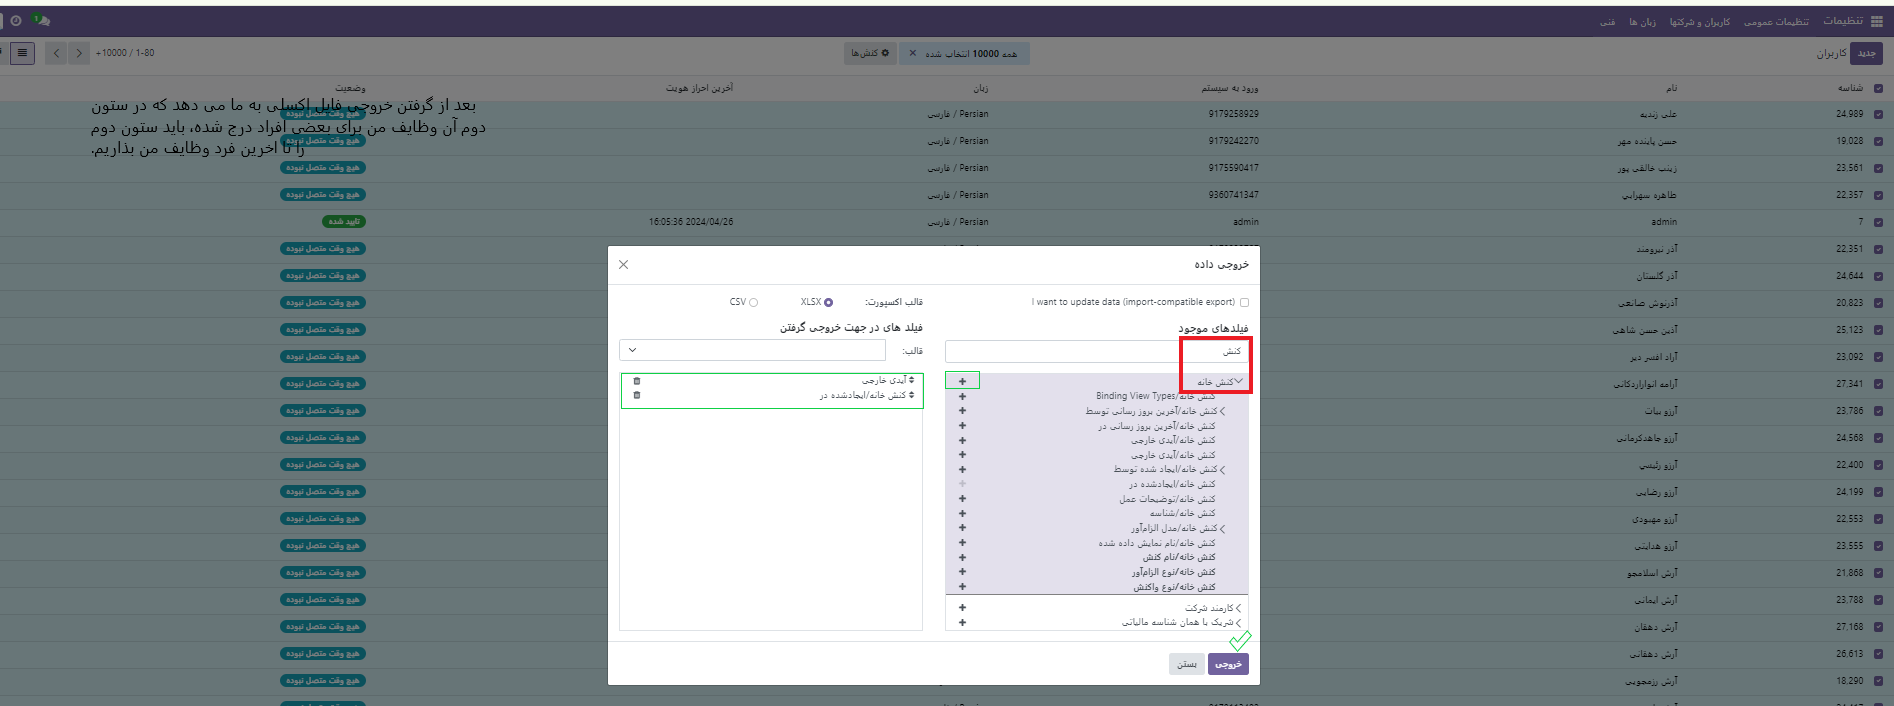 تنظیمات تنظیمات عمومی کاربران و شرکتها زبان ها فنی
1
جدید کاربران
همه 10000 انتخاب شده ×
کنش‌ها
1-80 / 10000+
شناسه نام ورود به سیستم زبان آخرین احراز هویت وضعیت
بعد از گرفتن خروجی فایل اکسلی به ما می دهد که در ستون
دوم آن وظایف من برای بعضی افراد درج شده، باید ستون دوم
را تا اخرین فرد وظایف من بذاریم.
24,989 علی زندیه 9179258929 Persian / فارسی هیچ وقت متصل نبوده
19,028 حسن پاینده مهر 9179242270 Persian / فارسی هیچ وقت متصل نبوده
23,561 زینب خالقی پور 9175590417 Persian / فارسی هیچ وقت متصل نبوده
22,357 طاهره سهرابی 9360741347 Persian / فارسی هیچ وقت متصل نبوده
7 admin admin Persian / فارسی 16:05:36 2024/04/26 تایید شده
22,351 آذر نیرومند هیچ وقت متصل نبوده
24,644 آذر گلستان هیچ وقت متصل نبوده
20,823 آذرنوش صانعی هیچ وقت متصل نبوده
25,123 آذین حسن شاهی هیچ وقت متصل نبوده
23,092 آراد افسر دیر هیچ وقت متصل نبوده
27,341 آرامه انوارارذکانی هیچ وقت متصل نبوده
23,786 آرزو بیات هیچ وقت متصل نبوده
24,568 آرزو جاهدکرمانی هیچ وقت متصل نبوده
22,400 آرزو رئیسی هیچ وقت متصل نبوده
24,199 آرزو رضایی هیچ وقت متصل نبوده
22,553 آرزو مهبودی هیچ وقت متصل نبوده
23,555 آرزو هدایتی هیچ وقت متصل نبوده
21,868 آرش اسلامجو هیچ وقت متصل نبوده
23,788 آرش ایمانی هیچ وقت متصل نبوده
27,168 آرش دهقان هیچ وقت متصل نبوده
26,613 آرش دهقانی هیچ وقت متصل نبوده
18,290 آرش رزمجویی هیچ وقت متصل نبوده
خروجی داده
I want to update data (import-compatible export)
قالب اکسپورت: XLSX CSV
فیلدهای موجود
کنش
کنش خانه
کنش خانه/Binding View Types
کنش خانه/آخرین بروز رسانی توسط
کنش خانه/آخرین بروز رسانی در
کنش خانه/آیدی خارجی
کنش خانه/آیدی خارجی
کنش خانه/ایجاد شده توسط
کنش خانه/ایجادشده در
کنش خانه/توضیحات عمل
کنش خانه/شناسه
کنش خانه/مدل الزام‌آور
کنش خانه/نام نمایش داده شده
کنش خانه/نام کنش
کنش خانه/نوع الزام‌آور
کنش خانه/نوع واکنش
کارمند شرکت
شریک با همان شناسه مالیاتی
فیلد های در جهت خروجی گرفتن
قالب:
آیدی خارجی
کنش خانه/ایجادشده در
خروجی بستن